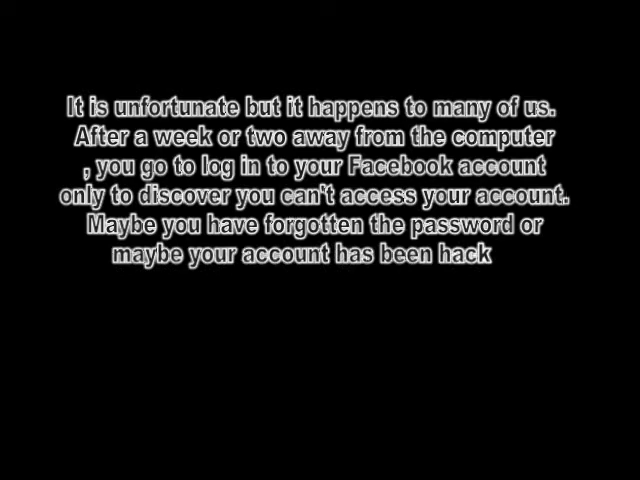 It is unfortunate but it happens to many of us.
After a week or two away from the computer
, you go to log in to your Facebook account
only to discover you can't access your account.
Maybe you have forgotten the password or
maybe your account has been hack